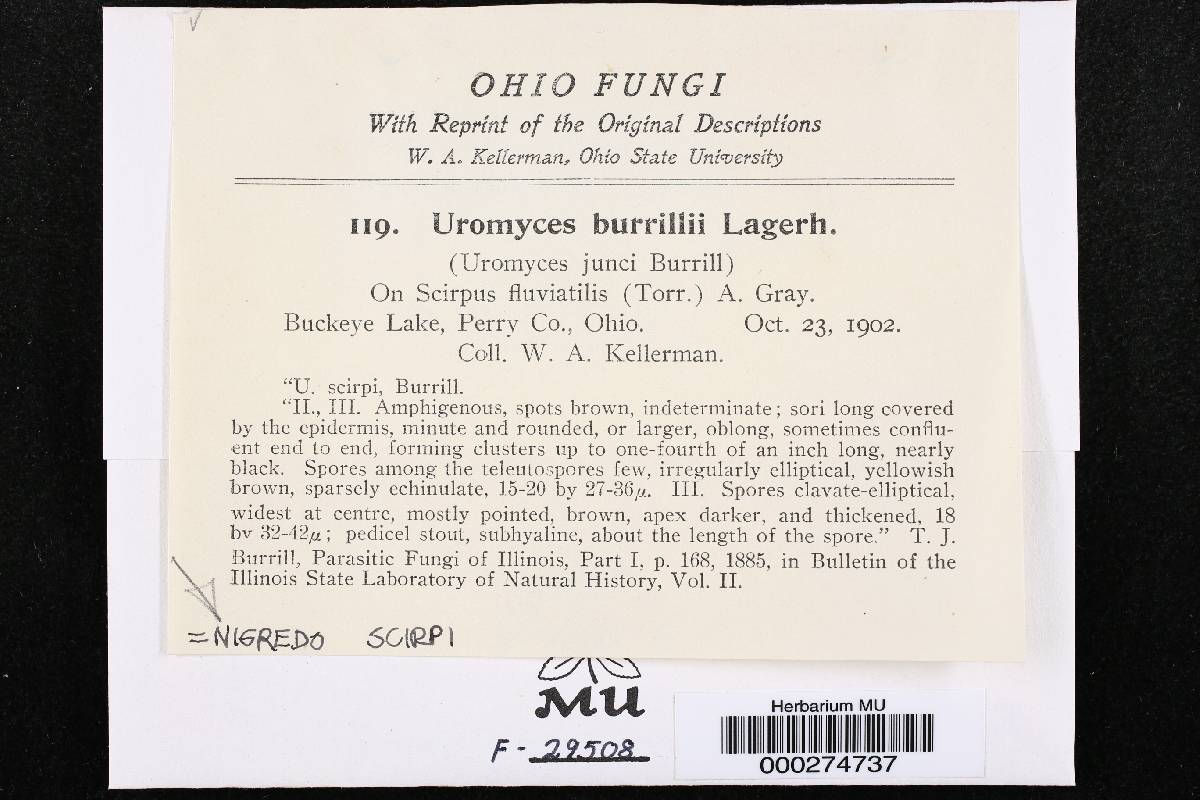 OHIO FUNGI
With Reprint of the Original Descriptions
W. A. Kellerman, Ohio State University
119. Uromyces burrillii Lagerh.
(Uromyces junci Burrill)
On Scirpus fluviatilis (Torr.) A. Gray.
Buckeye Lake, Perry Co., Ohio. Oct. 23, 1902.
Coll. W. A. Kellerman.
“U. scirpi, Burrill.
“II., III. Amphigenous, spots brown, indeterminate; sori long covered
by the epidermis, minute and rounded, or larger, oblong, sometimes conflu-
ent end to end, forming clusters up to one-fourth of an inch long, nearly
black. Spores among the teleutospores few, irregularly elliptical, yellowish
brown, sparsely echinulate, 15-20 by 27-36µ. III. Spores clavate-elliptical,
widest at centre, mostly pointed, brown, apex darker, and thickened, 18
by 32-42µ; pedicel stout, subhyaline, about the length of the spore.” T. J.
Burrill, Parasitic Fungi of Illinois, Part I, p. 168, 1885, in Bulletin of the
Illinois State Laboratory of Natural History, Vol. II.
= NIGREDO SCIRPI
MU
F - 29508
Herbarium MU
000274737